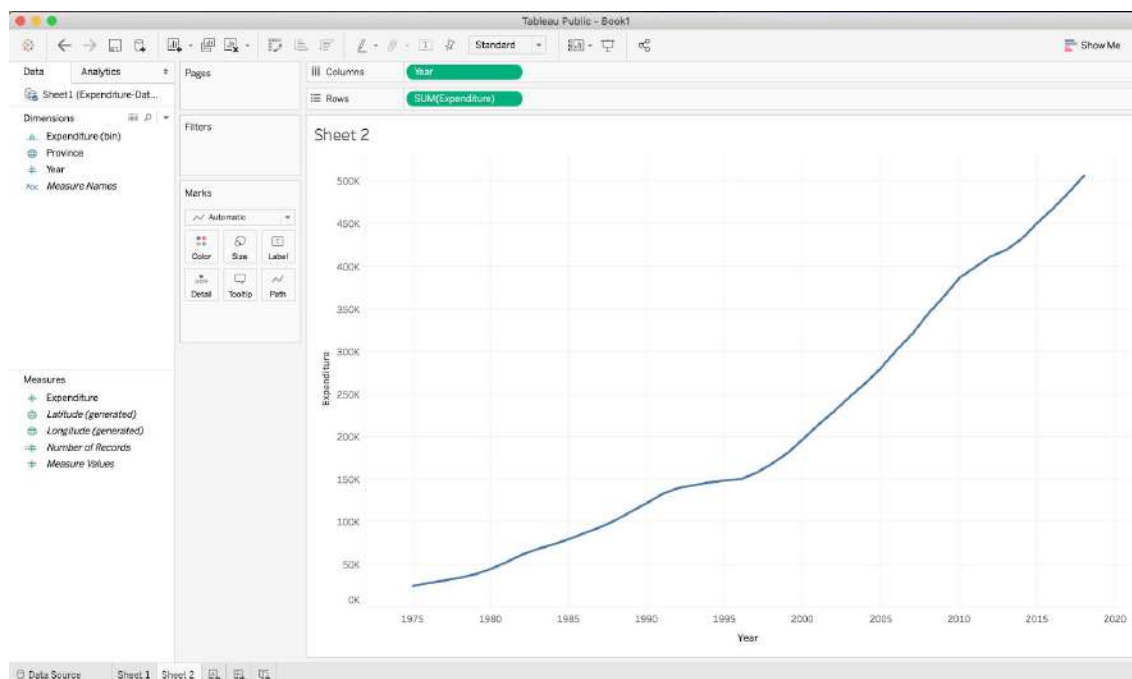 Tableau Public - Book1
Standard
Show Me
Data
Analytics
Pages
Columns
Year
Sheet1 (Expenditure-Dat...
Rows
SUM(Expenditure)
Dimensions
Filters
Expenditure (bin)
Province
Year
Abc Measure Names
Sheet 2
Marks
Automatic
Color Size Label
Detail Tooltip Path
Measures
Expenditure
Latitude (generated)
Longitude (generated)
Number of Records
Measure Values
500K
450K
400K
350K
300K
250K
200K
150K
100K
50K
0K
Expenditure
1975 1980 1985 1990 1995 2000 2005 2010 2015 2020
Year
Data Source Sheet 1 Sheet 2